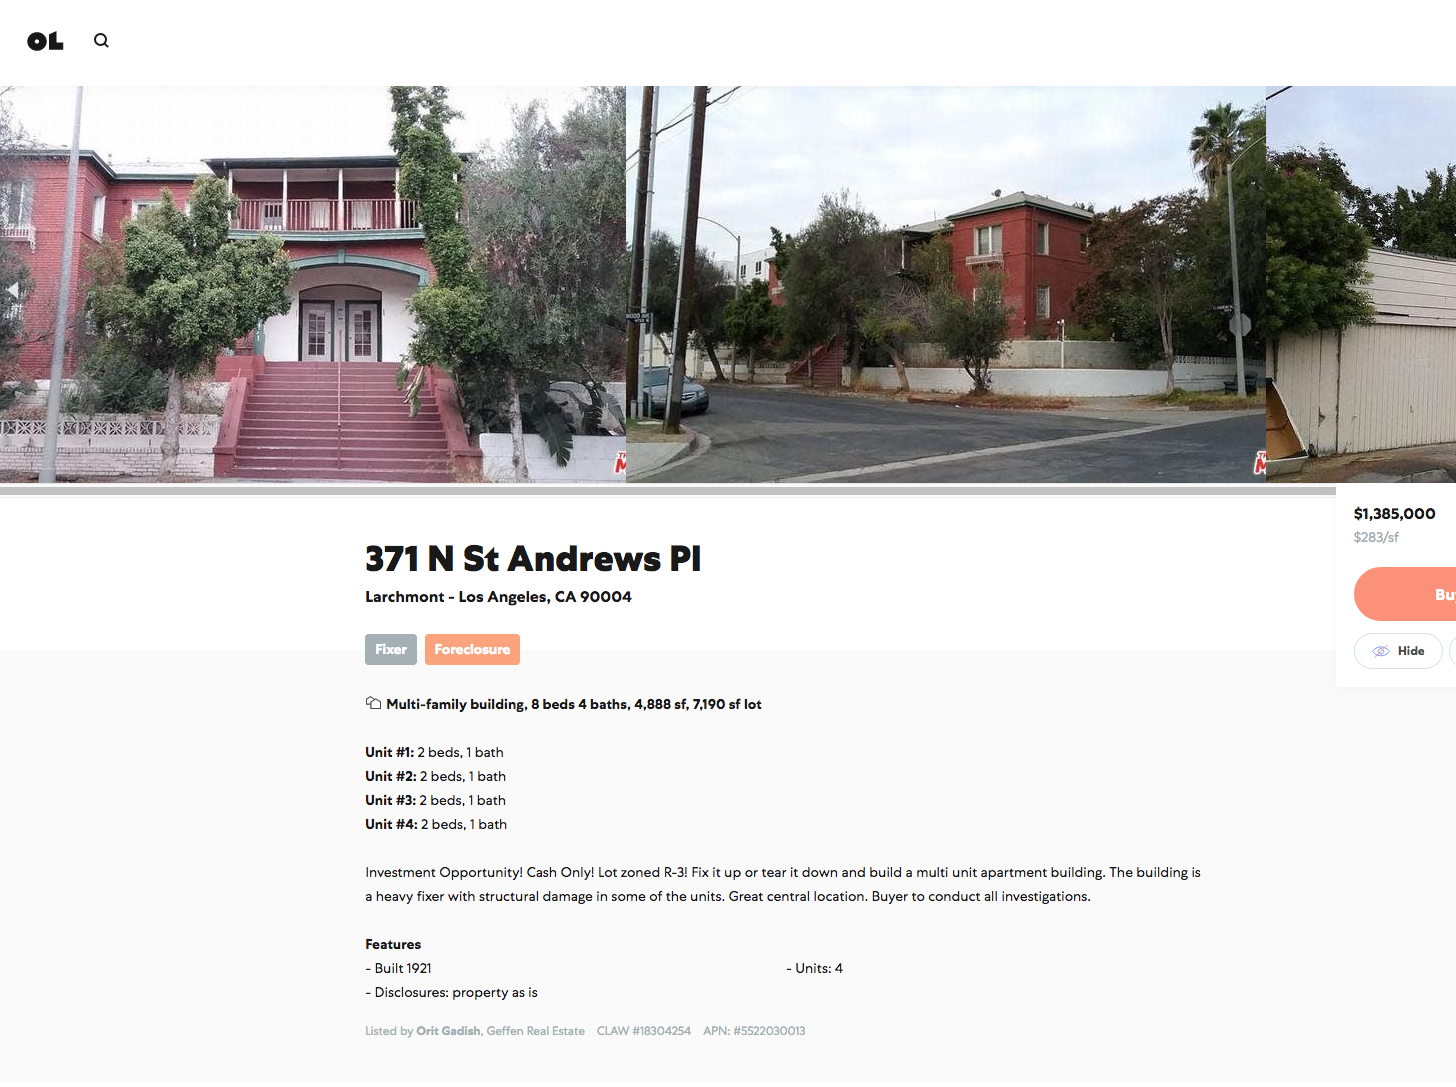 OL
$1,385,000
$283/sf
Hide
371 N St Andrews Pl
Larchmont - Los Angeles, CA 90004
Fixer Foreclosure
Multi-family building, 8 beds 4 baths, 4,888 sf, 7,190 sf lot
Unit #1: 2 beds, 1 bath
Unit #2: 2 beds, 1 bath
Unit #3: 2 beds, 1 bath
Unit #4: 2 beds, 1 bath
Investment Opportunity! Cash Only! Lot zoned R-3! Fix it up or tear it down and build a multi unit apartment building. The building is
a heavy fixer with structural damage in some of the units. Great central location. Buyer to conduct all investigations.
Features
- Built 1921 - Units: 4
- Disclosures: property as is
Listed by Orit Gadish, Geffen Real Estate CLAW #18304254 APN: #5522030013